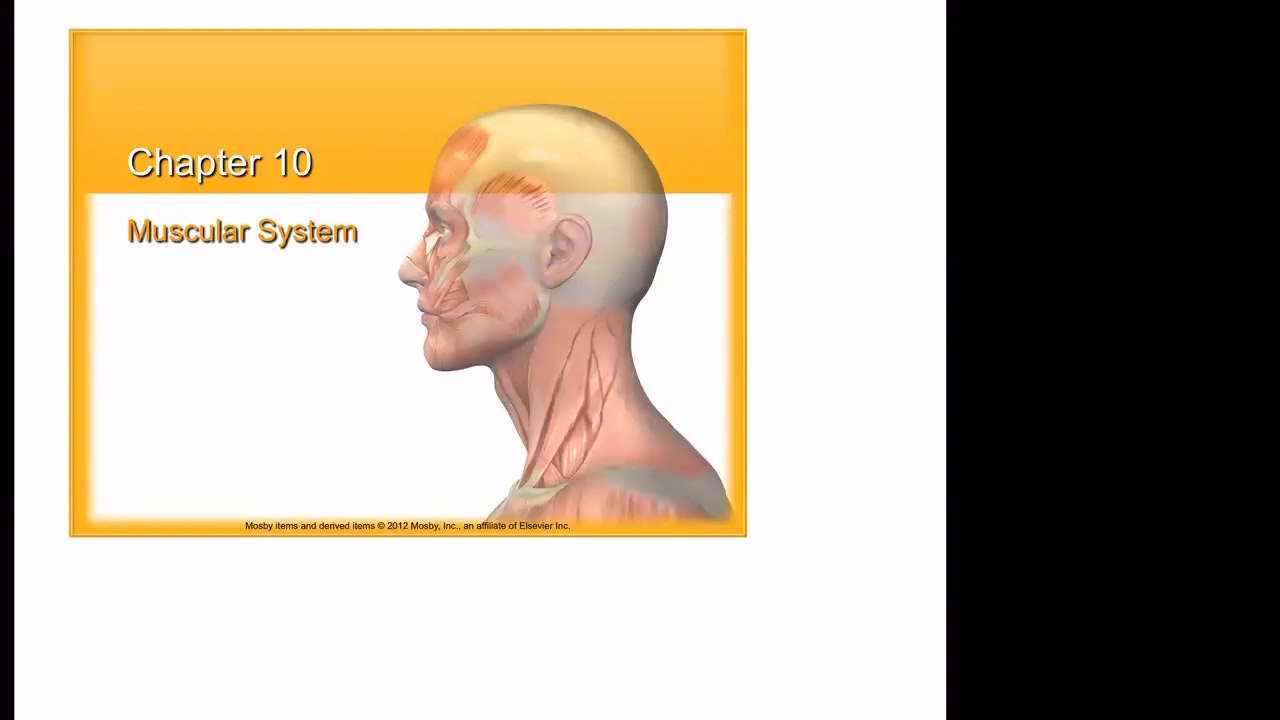 Chapter 10
Muscular System
Mosby items and derived items © 2012 Mosby, Inc., an affiliate of Elsevier Inc.